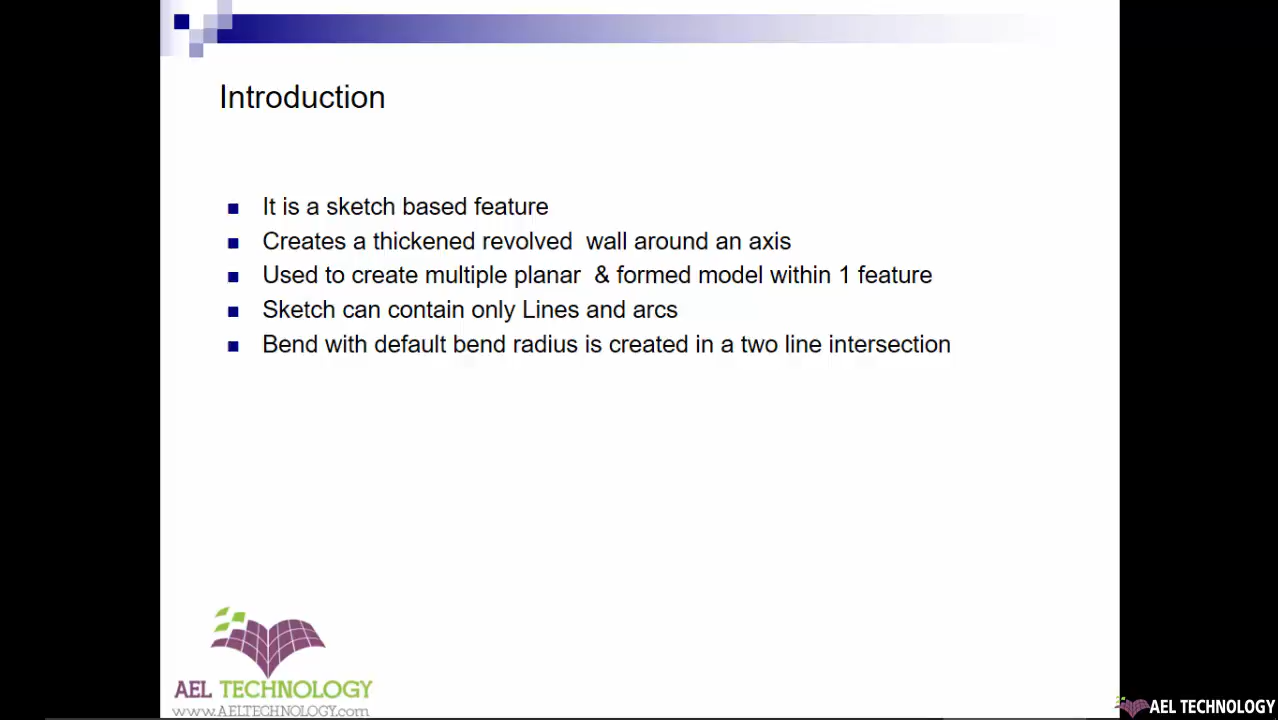 Introduction
It is a sketch based feature
Creates a thickened revolved wall around an axis
Used to create multiple planar & formed model within 1 feature
Sketch can contain only Lines and arcs
Bend with default bend radius is created in a two line intersection
AEL TECHNOLOGY
www.AELTECHNOLOGY.com
AEL TECHNOLOGY